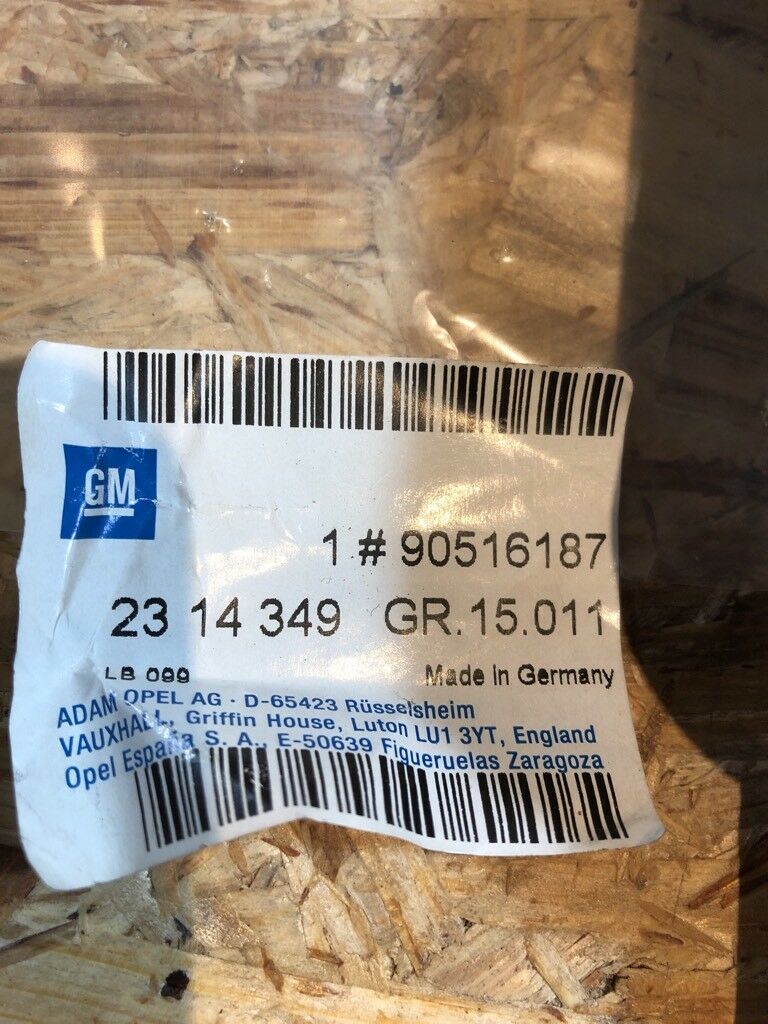 GM
1 # 90516187
23 14 349 GR.15.011
LB 099 Made in Germany
ADAM OPEL AG · D-65423 Rüsselsheim
VAUXHALL, Griffin House, Luton LU1 3YT, England
Opel España S. A., E-50639 Figueruelas Zaragoza